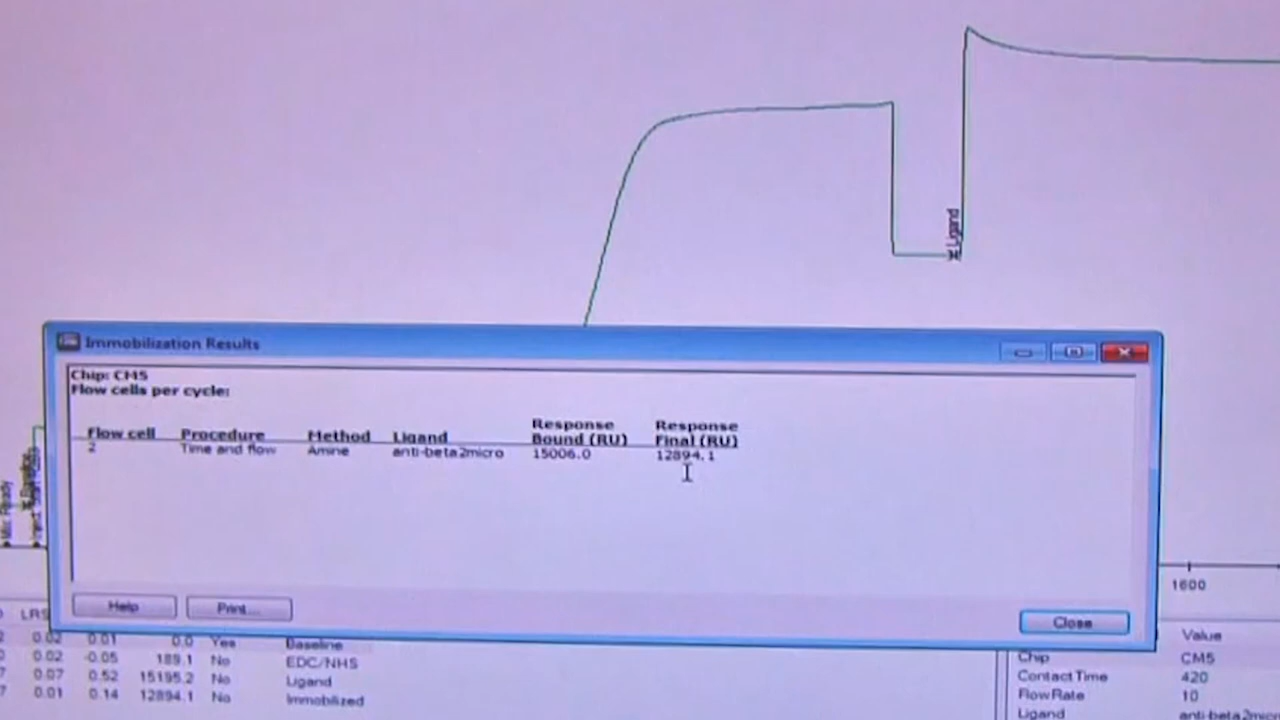 Ligand
Immobilization Results
Chip: CM5
Flow cells per cycle:
Flow cell Procedure Method Ligand Response Bound (RU) Response Final (RU)
2 Time and flow Amine anti-beta2micro 15006.0 12894.1
Help Print... Close
1600
LRS
0.02 0.01 0.0 Yes Baseline
0.02 -0.05 189.1 No EDC/NHS
0.07 0.52 15195.2 No Ligand
0.01 0.14 12894.1 No Immobilized
Value
Chip CM5
Contact Time 420
Flow Rate 10
Ligand anti-beta2micro